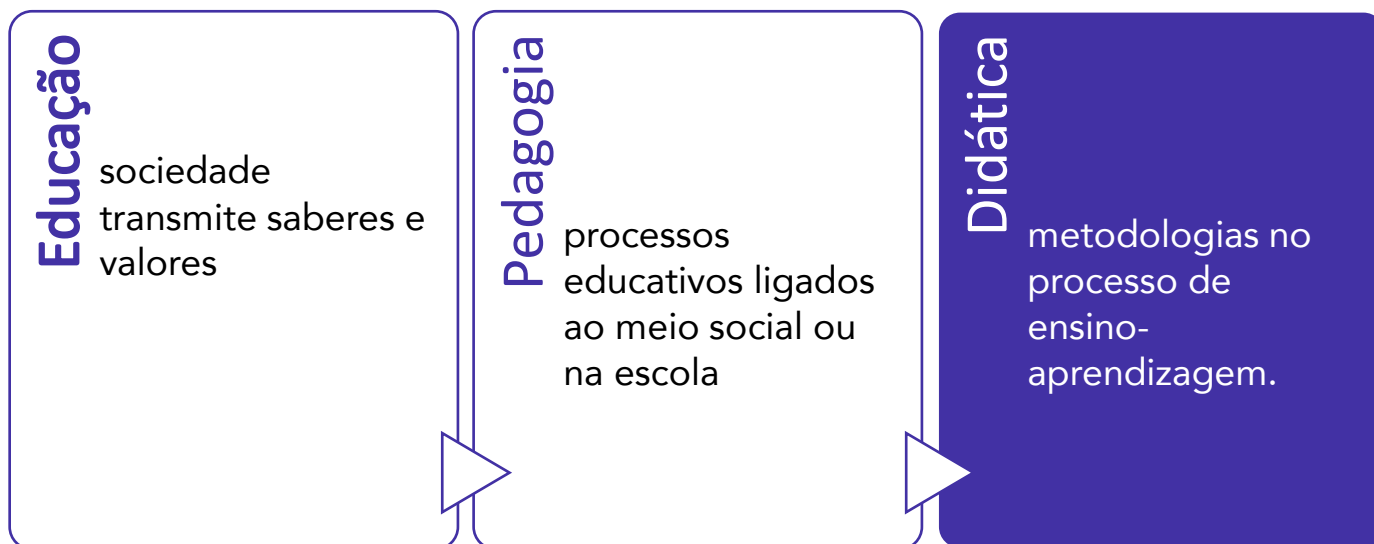 Educação
sociedade
transmite saberes e
valores
Pedagogia
processos
educativos ligados
ao meio social ou
na escola
Didática
metodologias no
processo de
ensino-
aprendizagem.